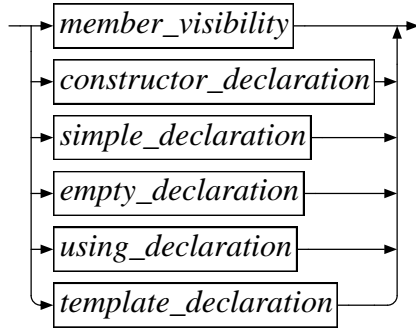 member_visibility
constructor_declaration
simple_declaration
empty_declaration
using_declaration
template_declaration